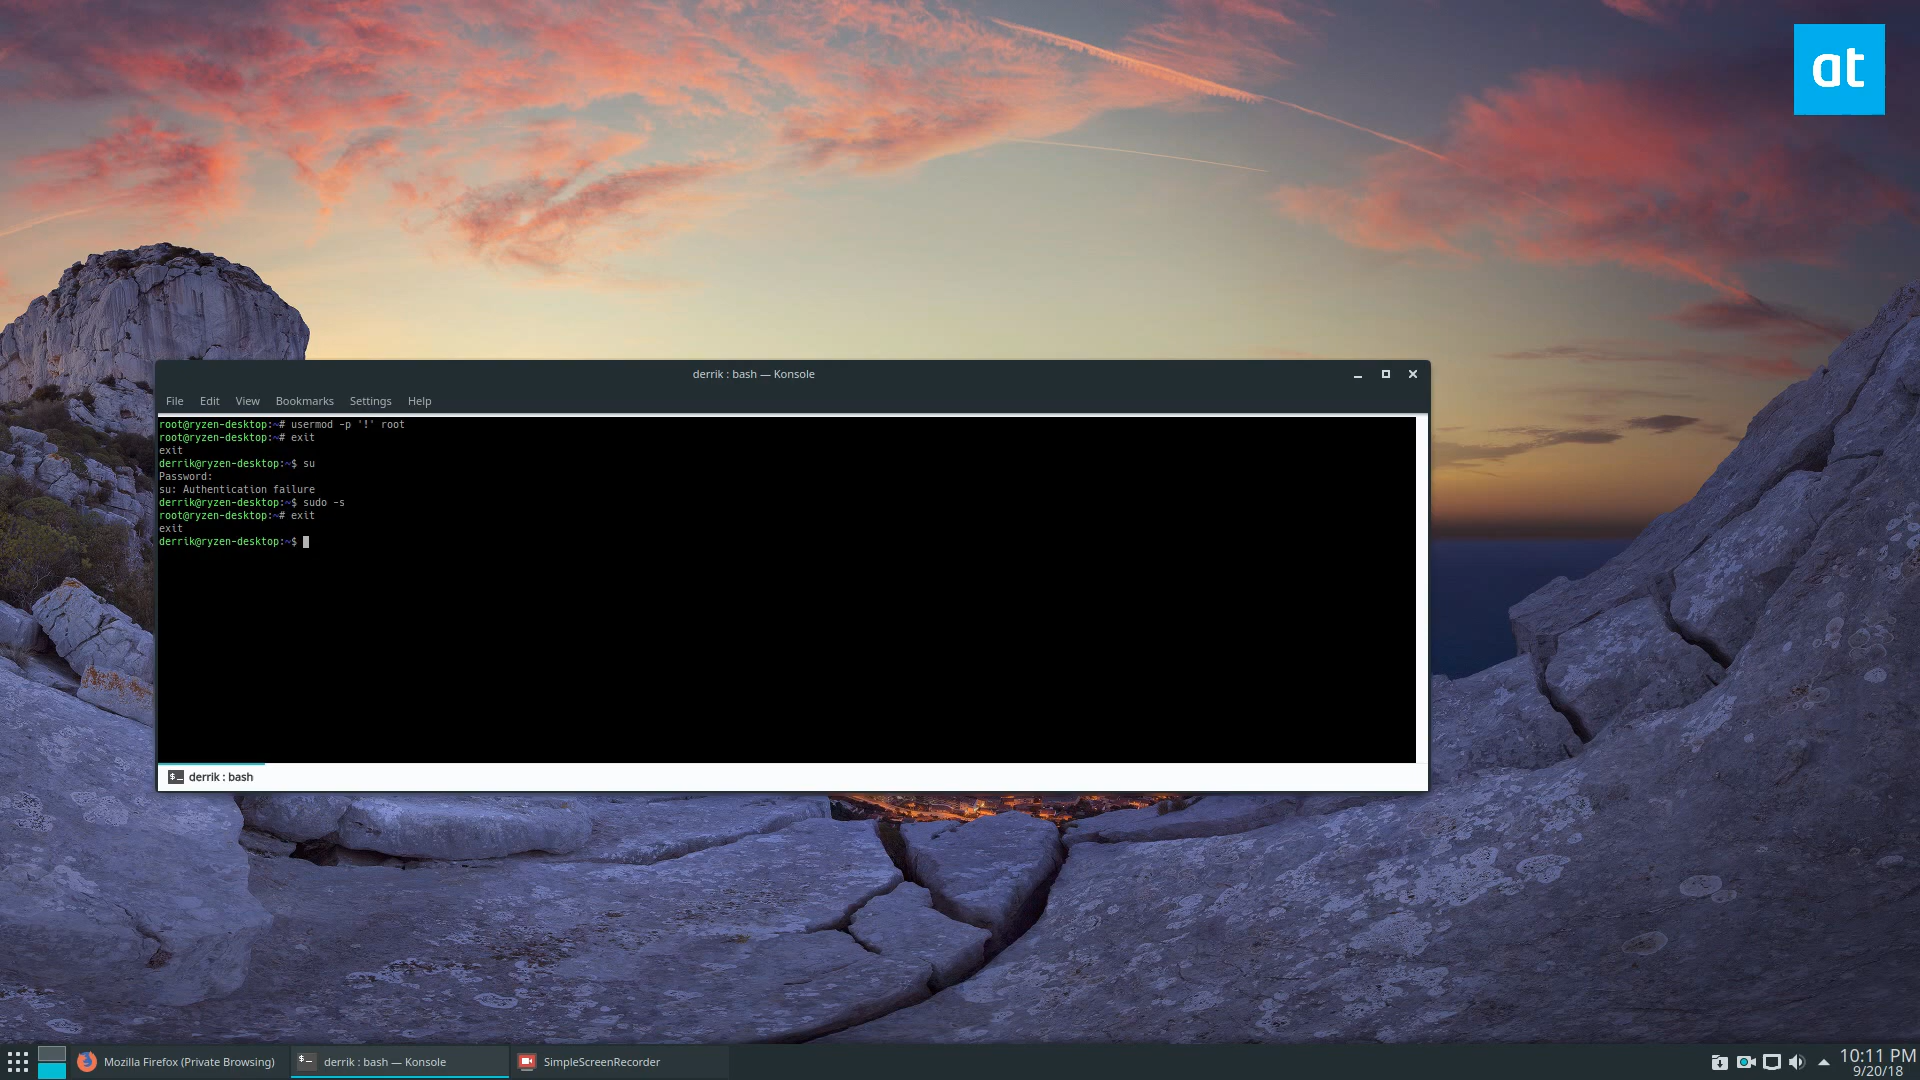 at
derrik : bash — Konsole
File Edit View Bookmarks Settings Help
root@ryzen-desktop:~# usermod -p '!' root
root@ryzen-desktop:~# exit
exit
derrik@ryzen-desktop:~$ su
Password:
su: Authentication failure
derrik@ryzen-desktop:~$ sudo -s
root@ryzen-desktop:~# exit
exit
derrik@ryzen-desktop:~$
$_ derrik : bash
Mozilla Firefox (Private Browsing) $_ derrik : bash — Konsole SimpleScreenRecorder 10:11 PM
9/20/18